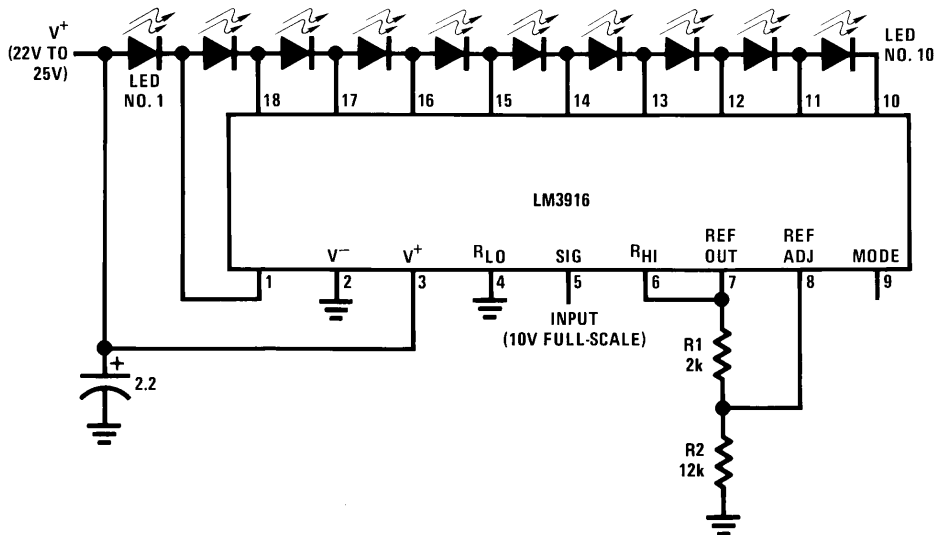 V+
(22V TO
25V)
LED
NO. 1
LED
NO. 10
18
17
16
15
14
13
12
11
10
LM3916
V−
V+
RLO
SIG
RHI
REF
OUT
REF
ADJ
MODE
1
2
3
4
5
6
7
8
9
INPUT
(10V FULL-SCALE)
+
2.2
R1
2k
R2
12k